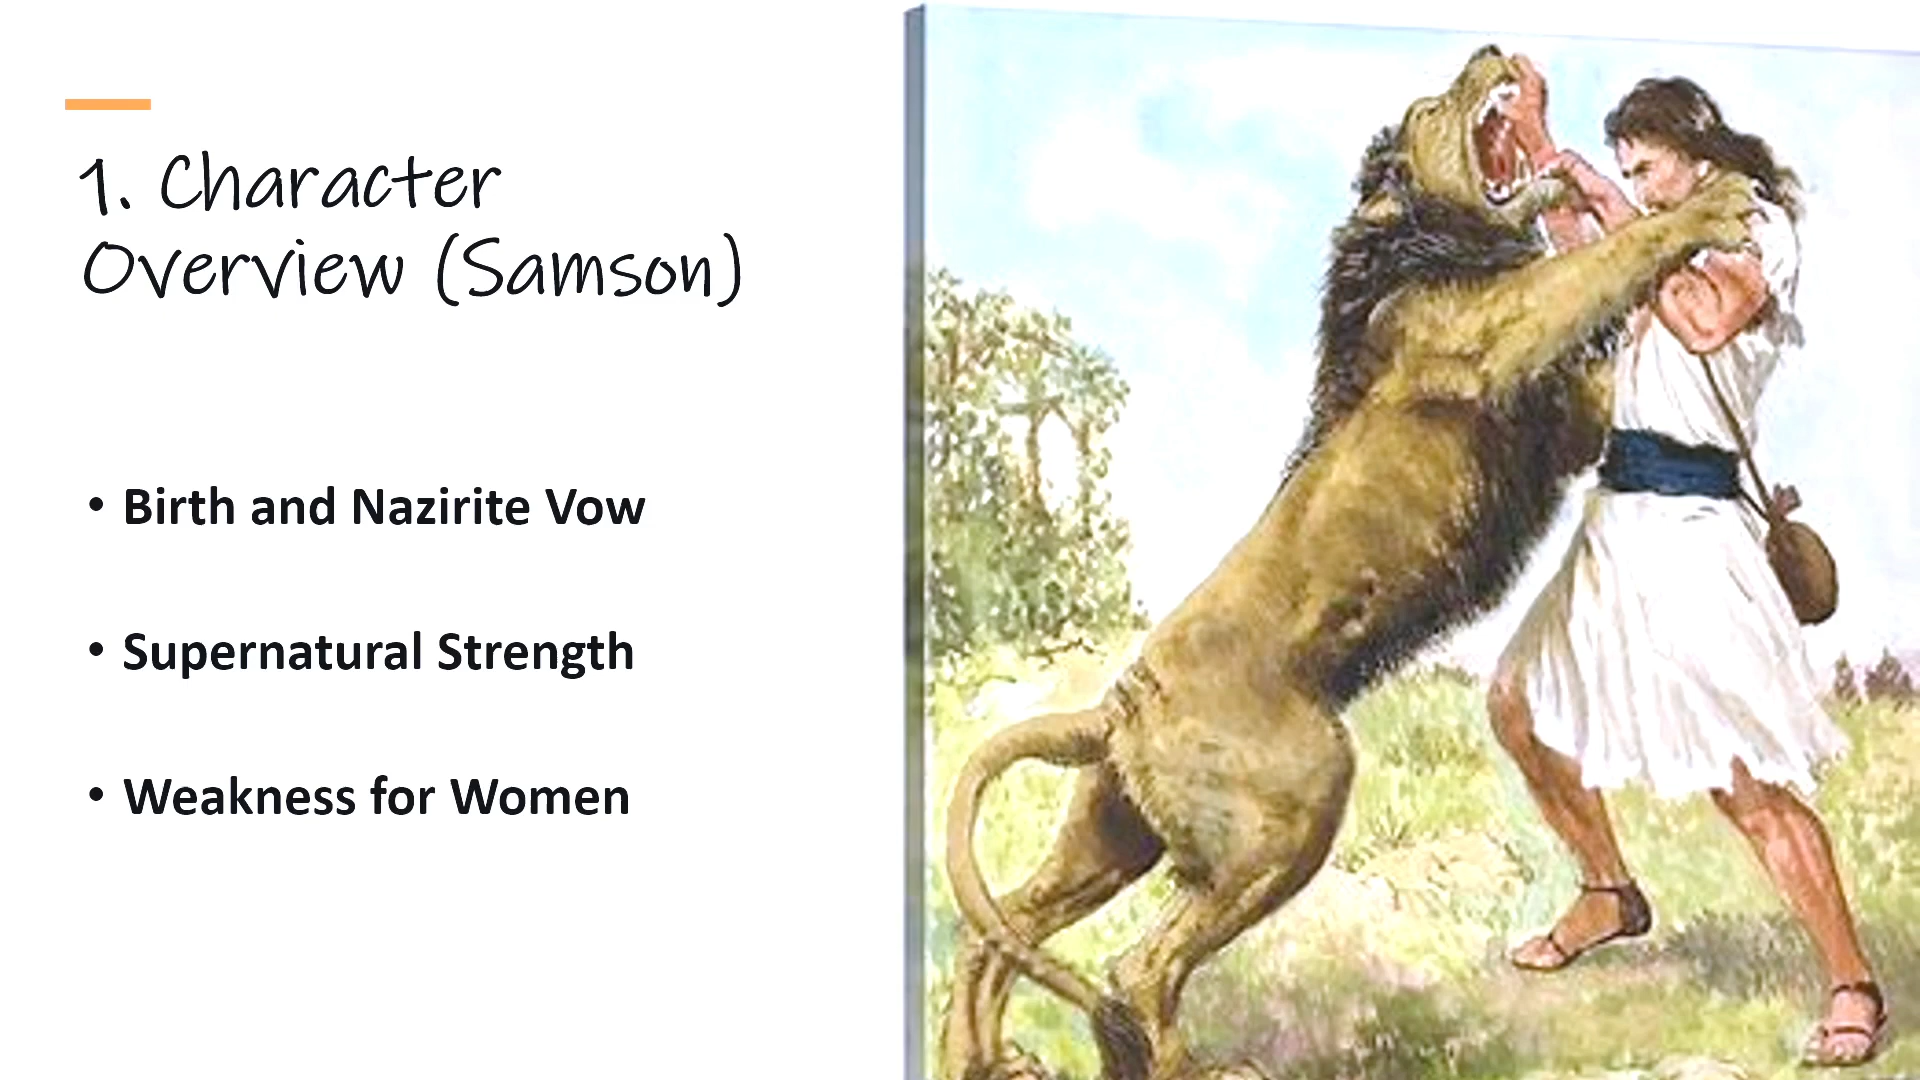 1. Character
Overview (Samson)
• Birth and Nazirite Vow
• Supernatural Strength
• Weakness for Women